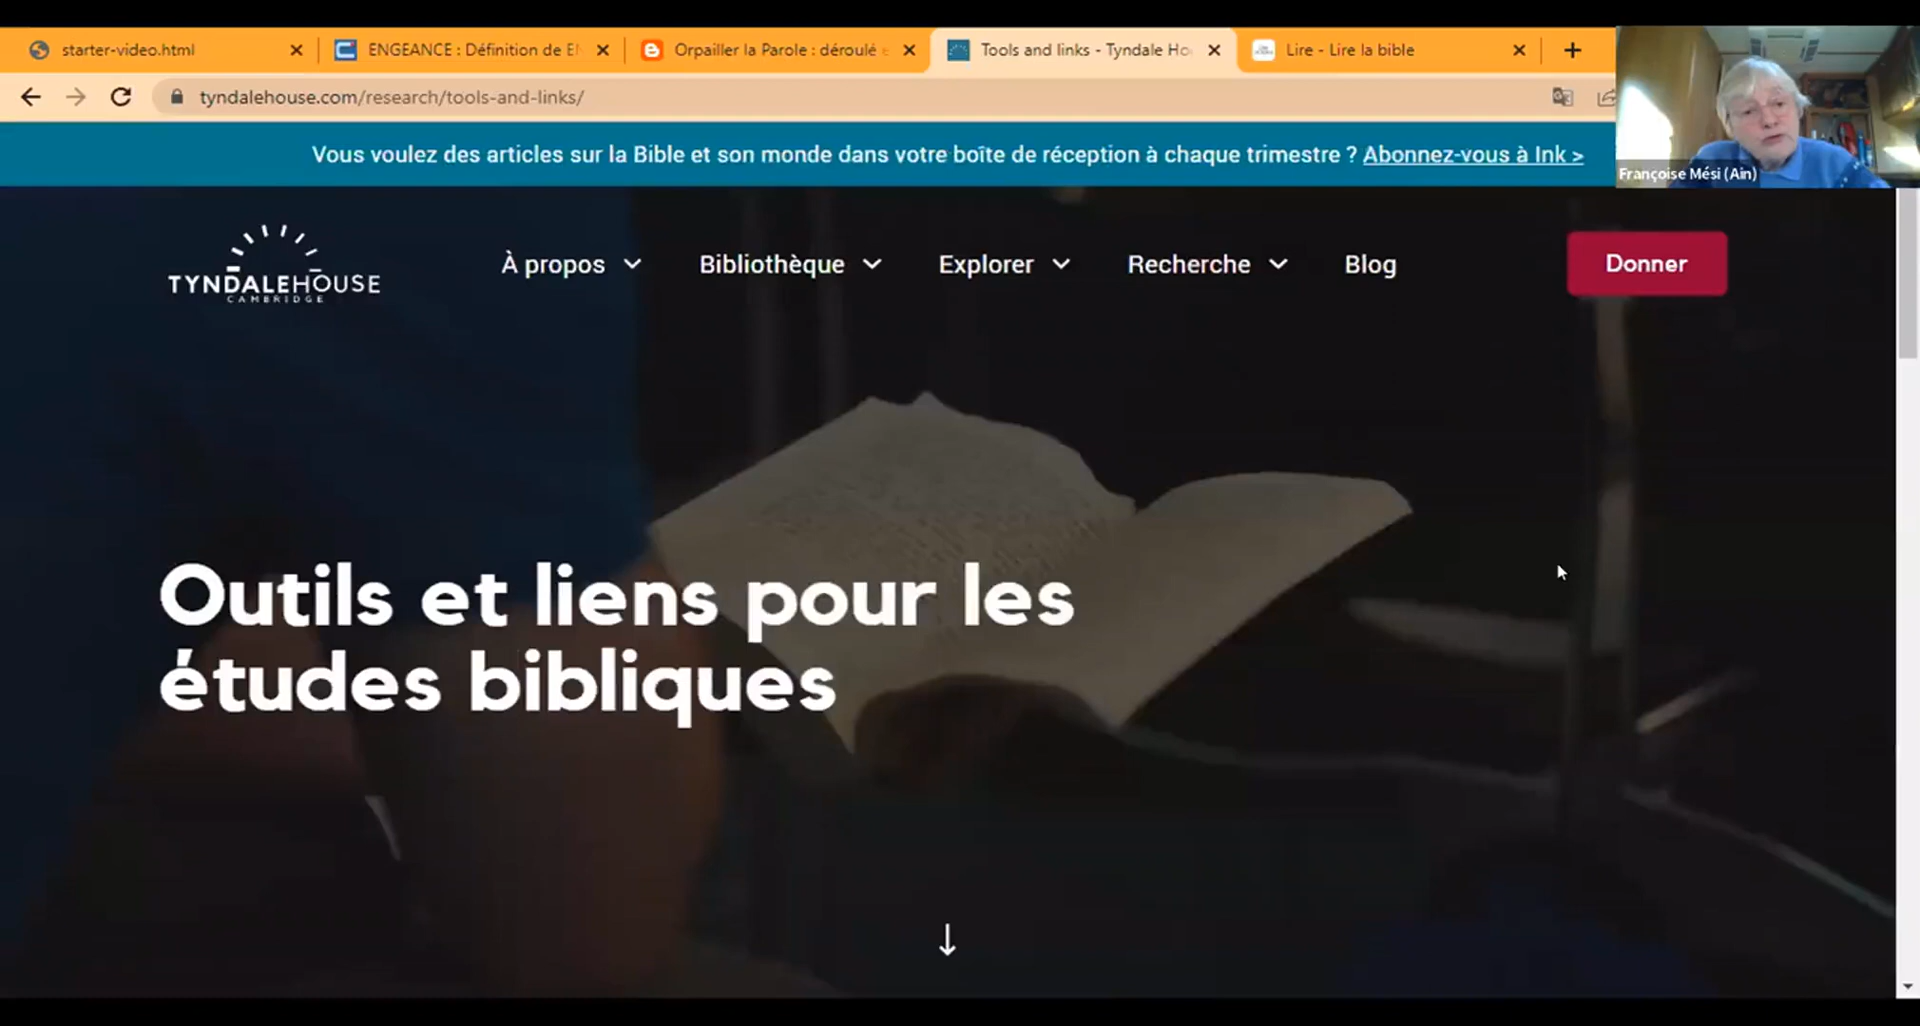 starter-video.html
ENGEANCE : Définition de
Orpailler la Parole : déroulé
Tools and links - Tyndale Ho
Lire - Lire la bible
tyndalehouse.com/research/tools-and-links/
Vous voulez des articles sur la Bible et son monde dans votre boîte de réception à chaque trimestre ? Abonnez-vous à Ink >
Françoise Mési (Ain)
TYNDALEHOUSE
CAMBRIDGE
À propos
Bibliothèque
Explorer
Recherche
Blog
Donner
Outils et liens pour les
études bibliques